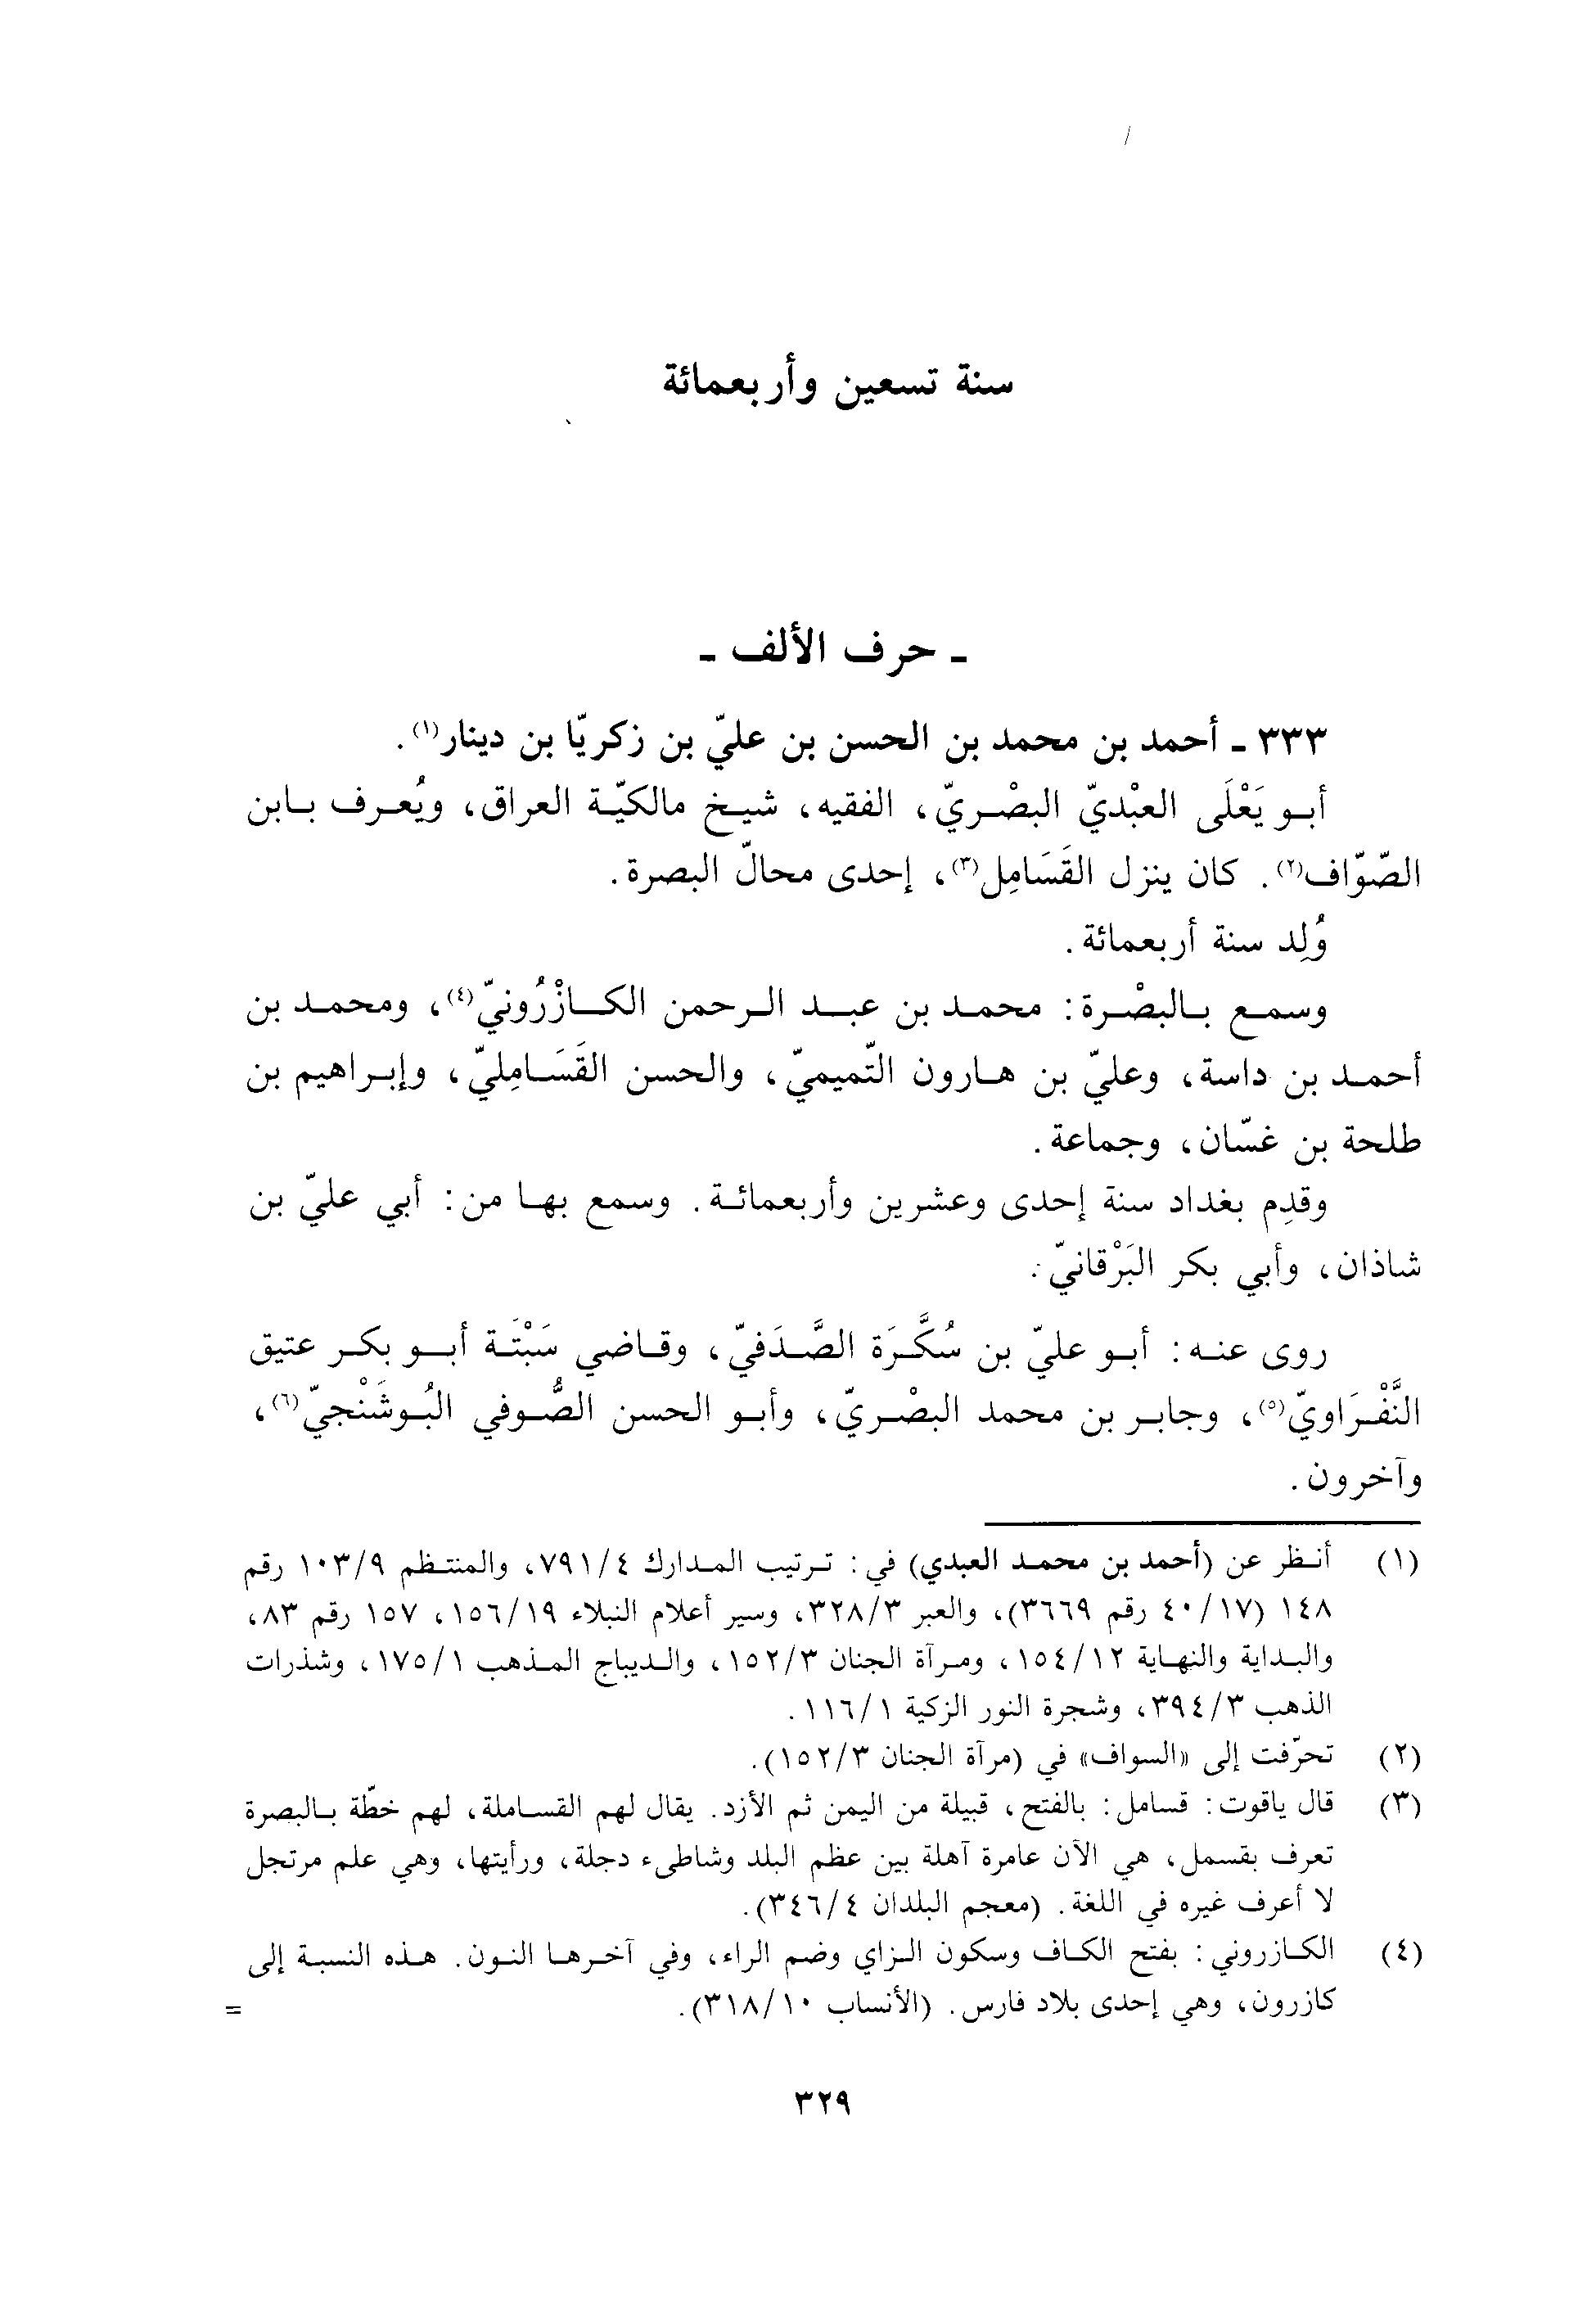 سنة تسعين وأربعمائة
ـ حرف الألف ـ
٣٣٣ ـ أحمد بن محمد بن الحسن بن عليّ بن زكريّا بن دينار(١).
أبو يَعْلَى العبْديّ البصْريّ، الفقيه، شيخ مالكيّة العراق، ويُعرف بابن
الصّوّاف(٢). كان ينزل القَسَامِل(٣)، إحدى محالّ البصرة.
وُلِد سنة أربعمائة.
وسمع بالبصْرة: محمد بن عبد الرحمن الكازْرُونيّ(٤)، ومحمد بن
أحمد بن داسة، وعليّ بن هارون التّميميّ، والحسن القَسَامِليّ، وإبراهيم بن
طلحة بن غسّان، وجماعة.
وقدِم بغداد سنة إحدى وعشرين وأربعمائة. وسمع بها من: أبي عليّ بن
شاذان، وأبي بكر البَرْقانيّ.
روى عنه: أبو عليّ بن سُكَّرَة الصَّدَفيّ، وقاضي سَبْتَة أبو بكر عتيق
النَّفْرَاويّ(٥)، وجابر بن محمد البصْريّ، وأبو الحسن الصُّوفي البُوشَنْجيّ(٦)،
وآخرون.
(١) أنظر عن (أحمد بن محمد العبدي) في: ترتيب المدارك ٧٩١/٤، والمنتظم ١٠٣/٩ رقم
١٤٨ (٤٠/١٧ رقم ٣٦٦٩)، والعبر ٣٢٨/٣، وسير أعلام النبلاء ١٥٦/١٩، ١٥٧ رقم ٨٣،
والبداية والنهاية ١٥٤/١٢، ومرآة الجنان ١٥٢/٣، والديباج المذهب ١٧٥/١، وشذرات
الذهب ٣٩٤/٣، وشجرة النور الزكية ١١٦/١.
(٢) تحرّفت إلى «السواف» في (مرآة الجنان ١٥٢/٣).
(٣) قال ياقوت: قسامل: بالفتح، قبيلة من اليمن ثم الأزد. يقال لهم القساملة، لهم خطّة بالبصرة
تعرف بقسمل، هي الآن عامرة آهلة بين عظم البلد وشاطىء دجلة، ورأيتها، وهي علم مرتجل
لا أعرف غيره في اللغة. (معجم البلدان ٣٤٦/٤).
(٤) الكازروني: بفتح الكاف وسكون الزاي وضم الراء، وفي آخرها النون. هذه النسبة إلى
كازرون، وهي إحدى بلاد فارس. (الأنساب ٣١٨/١٠).
=
٣٢٩